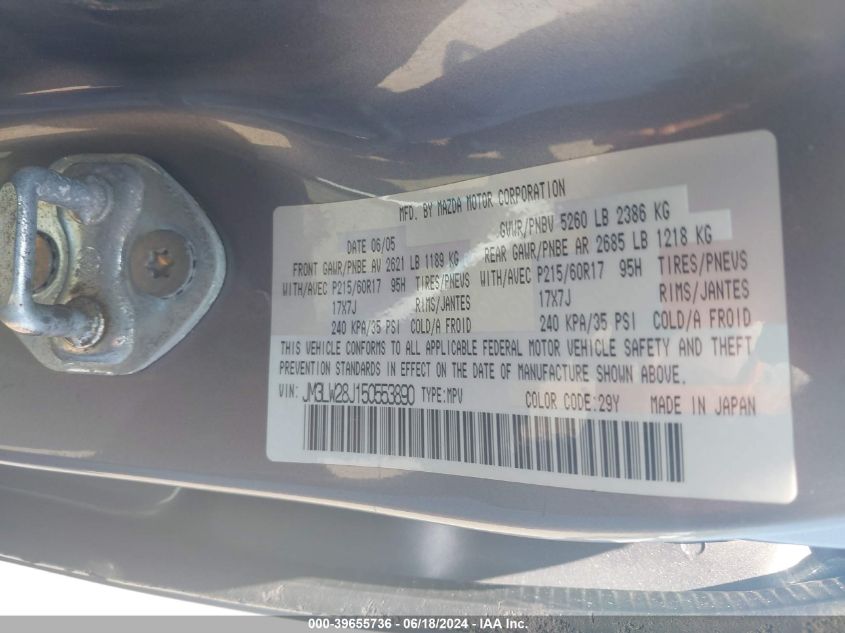 MFD. BY MAZDA MOTOR CORPORATION
DATE 06/05
GVWR/PNBV 5260 LB 2386 KG
FRONT GAWR/PNBE AV 2621 LB 1189 KG
REAR GAWR/PNBE AR 2685 LB 1218 KG
WITH/AVEC P215/60R17 95H TIRES/PNEUS
WITH/AVEC P215/60R17 95H TIRES/PNEUS
17X7J RIMS/JANTES
17X7J RIMS/JANTES
240 KPA/35 PSI COLD/A FROID
240 KPA/35 PSI COLD/A FROID
THIS VEHICLE CONFORMS TO ALL APPLICABLE FEDERAL MOTOR VEHICLE SAFETY AND THEFT
PREVENTION STANDARDS IN EFFECT ON THE DATE OF MANUFACTURE SHOWN ABOVE.
VIN: JM3LW28J150553890 TYPE:MPV COLOR CODE:29Y MADE IN JAPAN
000-39655736 - 06/18/2024 - IAA Inc.